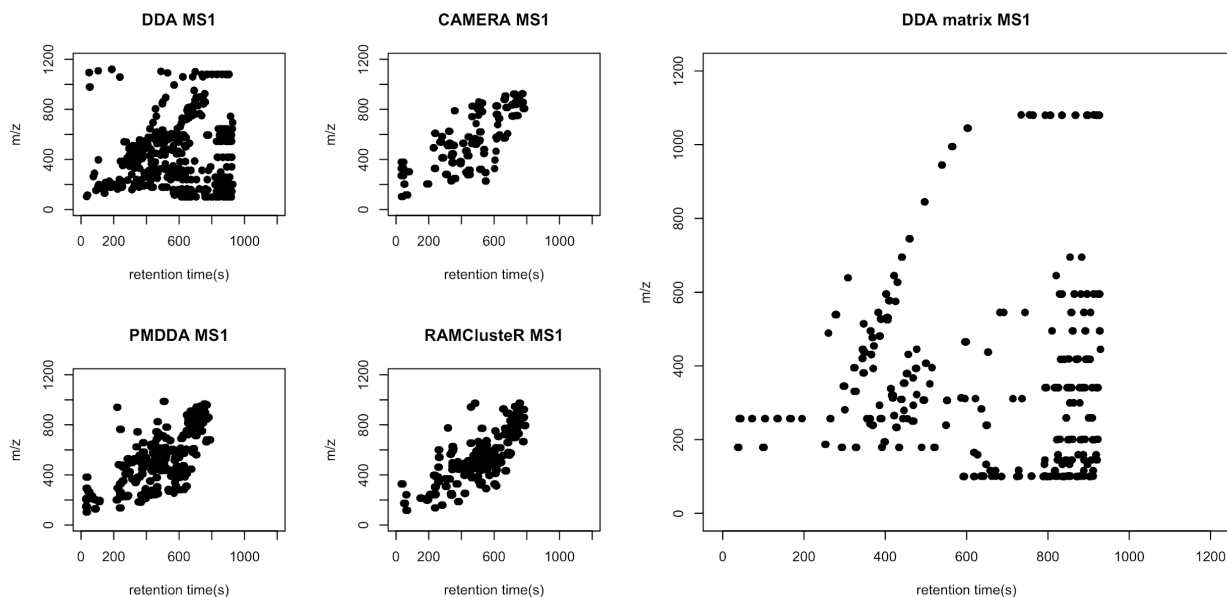 DDA MS1
m/z
0 400 800 1200
0 200 600 1000
retention time(s)
CAMERA MS1
m/z
0 400 800 1200
0 200 600 1000
retention time(s)
PMDDA MS1
m/z
0 400 800 1200
0 200 600 1000
retention time(s)
RAMClusteR MS1
m/z
0 400 800 1200
0 200 600 1000
retention time(s)
DDA matrix MS1
m/z
0 200 400 600 800 1000 1200
0 200 400 600 800 1000 1200
retention time(s)